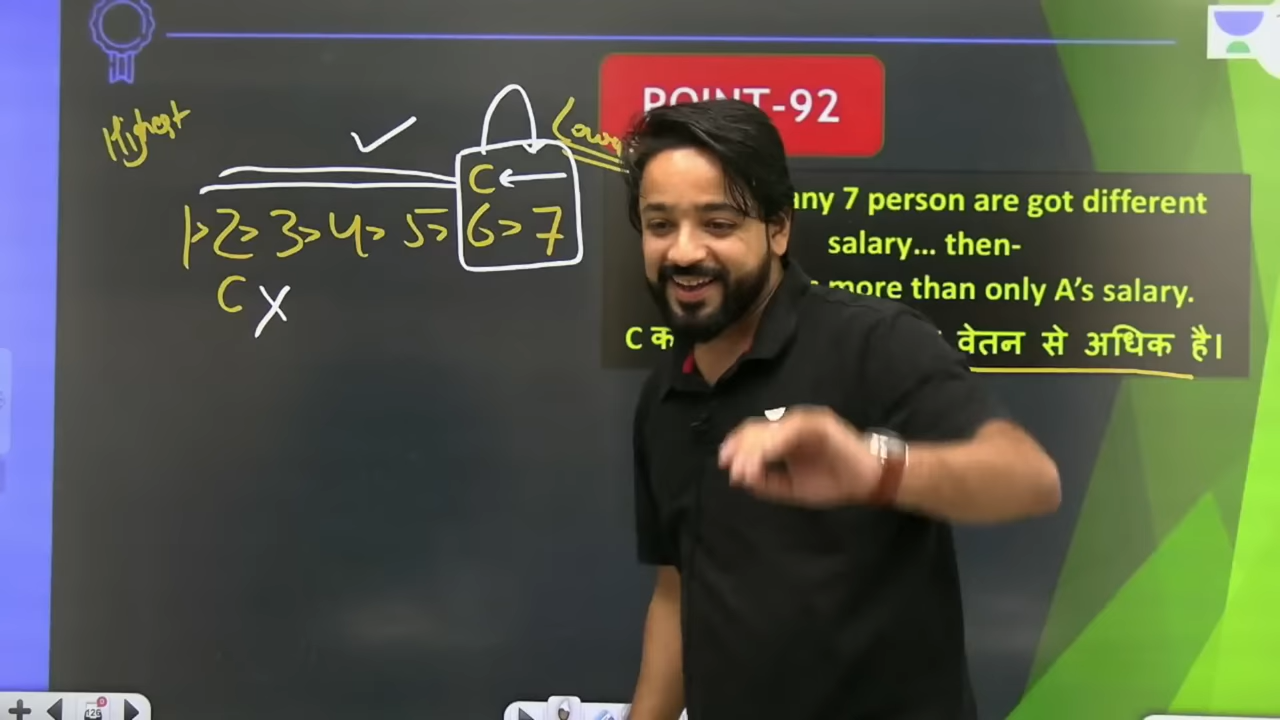 POINT-92
Highest
C
1>2>3>4>5>6>7
C X
any 7 person are got different
salary... then-
more than only A's salary.
C क वेतन से अधिक है।
126